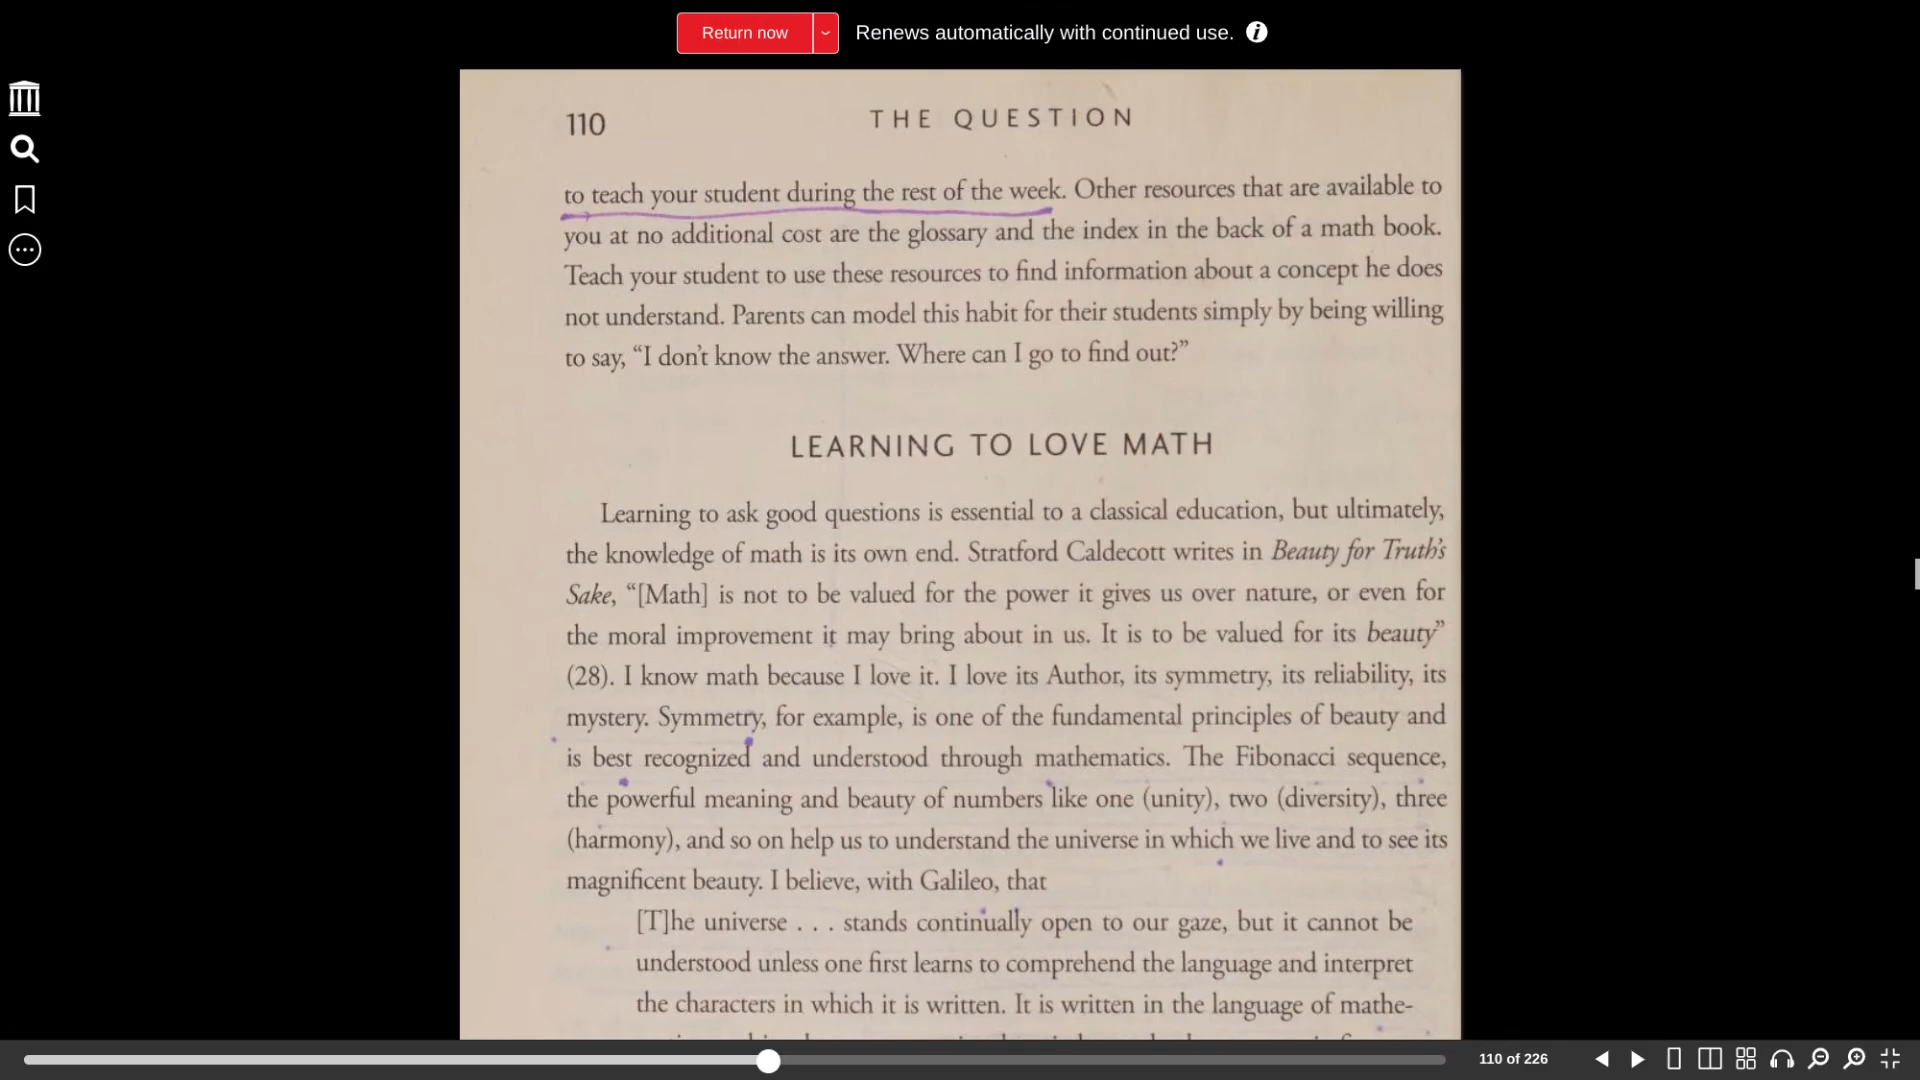 Return now
Renews automatically with continued use.
110
THE QUESTION
to teach your student during the rest of the week. Other resources that are available to
you at no additional cost are the glossary and the index in the back of a math book.
Teach your student to use these resources to find information about a concept he does
not understand. Parents can model this habit for their students simply by being willing
to say, “I don’t know the answer. Where can I go to find out?”
LEARNING TO LOVE MATH
Learning to ask good questions is essential to a classical education, but ultimately,
the knowledge of math is its own end. Stratford Caldecott writes in Beauty for Truth’s
Sake, “[Math] is not to be valued for the power it gives us over nature, or even for
the moral improvement it may bring about in us. It is to be valued for its beauty”
(28). I know math because I love it. I love its Author, its symmetry, its reliability, its
mystery. Symmetry, for example, is one of the fundamental principles of beauty and
is best recognized and understood through mathematics. The Fibonacci sequence,
the powerful meaning and beauty of numbers like one (unity), two (diversity), three
(harmony), and so on help us to understand the universe in which we live and to see its
magnificent beauty. I believe, with Galileo, that
[T]he universe . . . stands continually open to our gaze, but it cannot be
understood unless one first learns to comprehend the language and interpret
the characters in which it is written. It is written in the language of mathe-
110 of 226